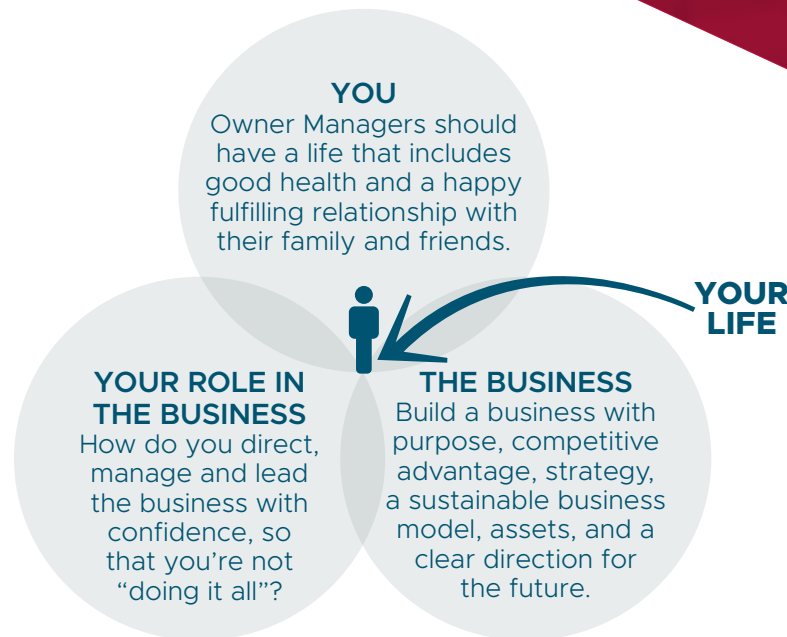 YOU
Owner Managers should
have a life that includes
good health and a happy
fulfilling relationship with
their family and friends.
YOUR
LIFE
YOUR ROLE IN
THE BUSINESS
How do you direct,
manage and lead
the business with
confidence, so
that you’re not
“doing it all”?
THE BUSINESS
Build a business with
purpose, competitive
advantage, strategy,
a sustainable business
model, assets, and a
clear direction for
the future.